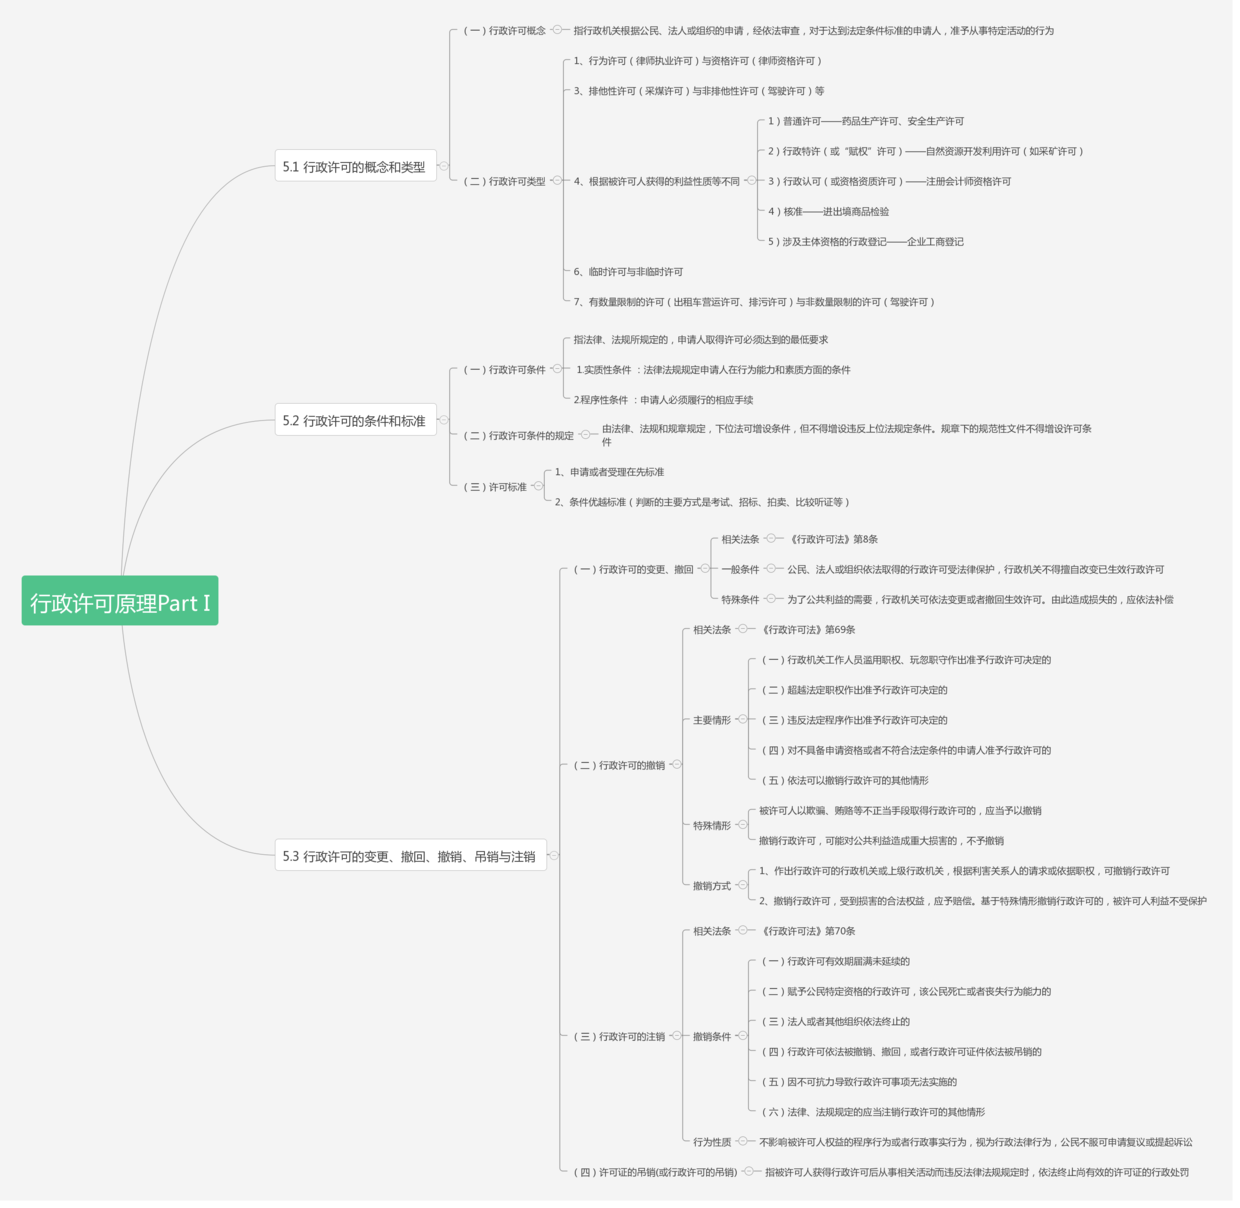 行政许可原理Part I
5.1 行政许可的概念和类型
（一）行政许可概念
指行政机关根据公民、法人或组织的申请，经依法审查，对于达到法定条件标准的申请人，准予从事特定活动的行为
（二）行政许可类型
1、行为许可（律师执业许可）与资格许可（律师资格许可）
3、排他性许可（采煤许可）与非排他性许可（驾驶许可）等
4、根据被许可人获得的利益性质等不同
1）普通许可——药品生产许可、安全生产许可
2）行政特许（或“赋权”许可）——自然资源开发利用许可（如采矿许可）
3）行政认可（或资格资质许可）——注册会计师资格许可
4）核准——进出境商品检验
5）涉及主体资格的行政登记——企业工商登记
6、临时许可与非临时许可
7、有数量限制的许可（出租车营运许可、排污许可）与非数量限制的许可（驾驶许可）
5.2 行政许可的条件和标准
（一）行政许可条件
指法律、法规所规定的，申请人取得许可必须达到的最低要求
1.实质性条件 ：法律法规规定申请人在行为能力和素质方面的条件
2.程序性条件 ：申请人必须履行的相应手续
（二）行政许可条件的规定
由法律、法规和规章规定，下位法可增设条件，但不得增设违反上位法规定条件。规章下的规范性文件不得增设许可条
件
（三）许可标准
1、申请或者受理在先标准
2、条件优越标准（判断的主要方式是考试、招标、拍卖、比较听证等）
5.3 行政许可的变更、撤回、撤销、吊销与注销
（一）行政许可的变更、撤回
相关法条
《行政许可法》第8条
一般条件
公民、法人或组织依法取得的行政许可受法律保护，行政机关不得擅自改变已生效行政许可
特殊条件
为了公共利益的需要，行政机关可依法变更或者撤回生效许可。由此造成损失的，应依法补偿
（二）行政许可的撤销
相关法条
《行政许可法》第69条
主要情形
（一）行政机关工作人员滥用职权、玩忽职守作出准予行政许可决定的
（二）超越法定职权作出准予行政许可决定的
（三）违反法定程序作出准予行政许可决定的
（四）对不具备申请资格或者不符合法定条件的申请人准予行政许可的
（五）依法可以撤销行政许可的其他情形
特殊情形
被许可人以欺骗、贿赂等不正当手段取得行政许可的，应当予以撤销
撤销行政许可，可能对公共利益造成重大损害的，不予撤销
撤销方式
1、作出行政许可的行政机关或上级行政机关，根据利害关系人的请求或依据职权，可撤销行政许可
2、撤销行政许可，受到损害的合法权益，应予赔偿。基于特殊情形撤销行政许可的，被许可人利益不受保护
（三）行政许可的注销
相关法条
《行政许可法》第70条
撤销条件
（一）行政许可有效期届满未延续的
（二）赋予公民特定资格的行政许可，该公民死亡或者丧失行为能力的
（三）法人或者其他组织依法终止的
（四）行政许可依法被撤销、撤回，或者行政许可证件依法被吊销的
（五）因不可抗力导致行政许可事项无法实施的
（六）法律、法规规定的应当注销行政许可的其他情形
行为性质
不影响被许可人权益的程序行为或者行政事实行为，视为行政法律行为，公民不服可申请复议或提起诉讼
（四）许可证的吊销(或行政许可的吊销)
指被许可人获得行政许可后从事相关活动而违反法律法规规定时，依法终止尚有效的许可证的行政处罚